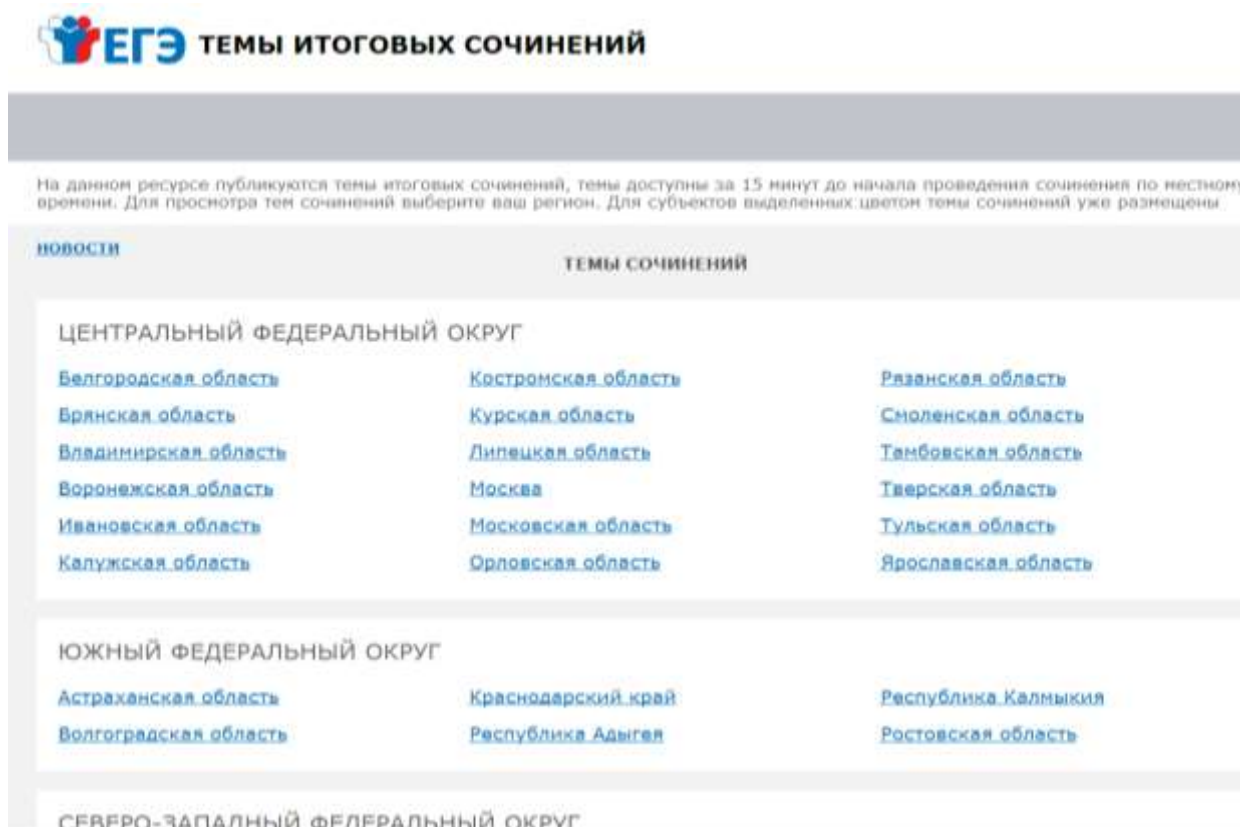 ЕГЭ ТЕМЫ ИТОГОВЫХ СОЧИНЕНИЙ
На данном ресурсе публикуются темы итоговых сочинений, темы доступны за 15 минут до начала проведения сочинения по местному
времени. Для просмотра тем сочинений выберите ваш регион. Для субъектов выделенных цветом темы сочинений уже размещены
НОВОСТИ
ТЕМЫ СОЧИНЕНИЙ
ЦЕНТРАЛЬНЫЙ ФЕДЕРАЛЬНЫЙ ОКРУГ
Белгородская область Костромская область Рязанская область
Брянская область Курская область Смоленская область
Владимирская область Липецкая область Тамбовская область
Воронежская область Москва Тверская область
Ивановская область Московская область Тульская область
Калужская область Орловская область Ярославская область
ЮЖНЫЙ ФЕДЕРАЛЬНЫЙ ОКРУГ
Астраханская область Краснодарский край Республика Калмыкия
Волгоградская область Республика Адыгея Ростовская область
СЕВЕРО-ЗАПАДНЫЙ ФЕДЕРАЛЬНЫЙ ОКРУГ